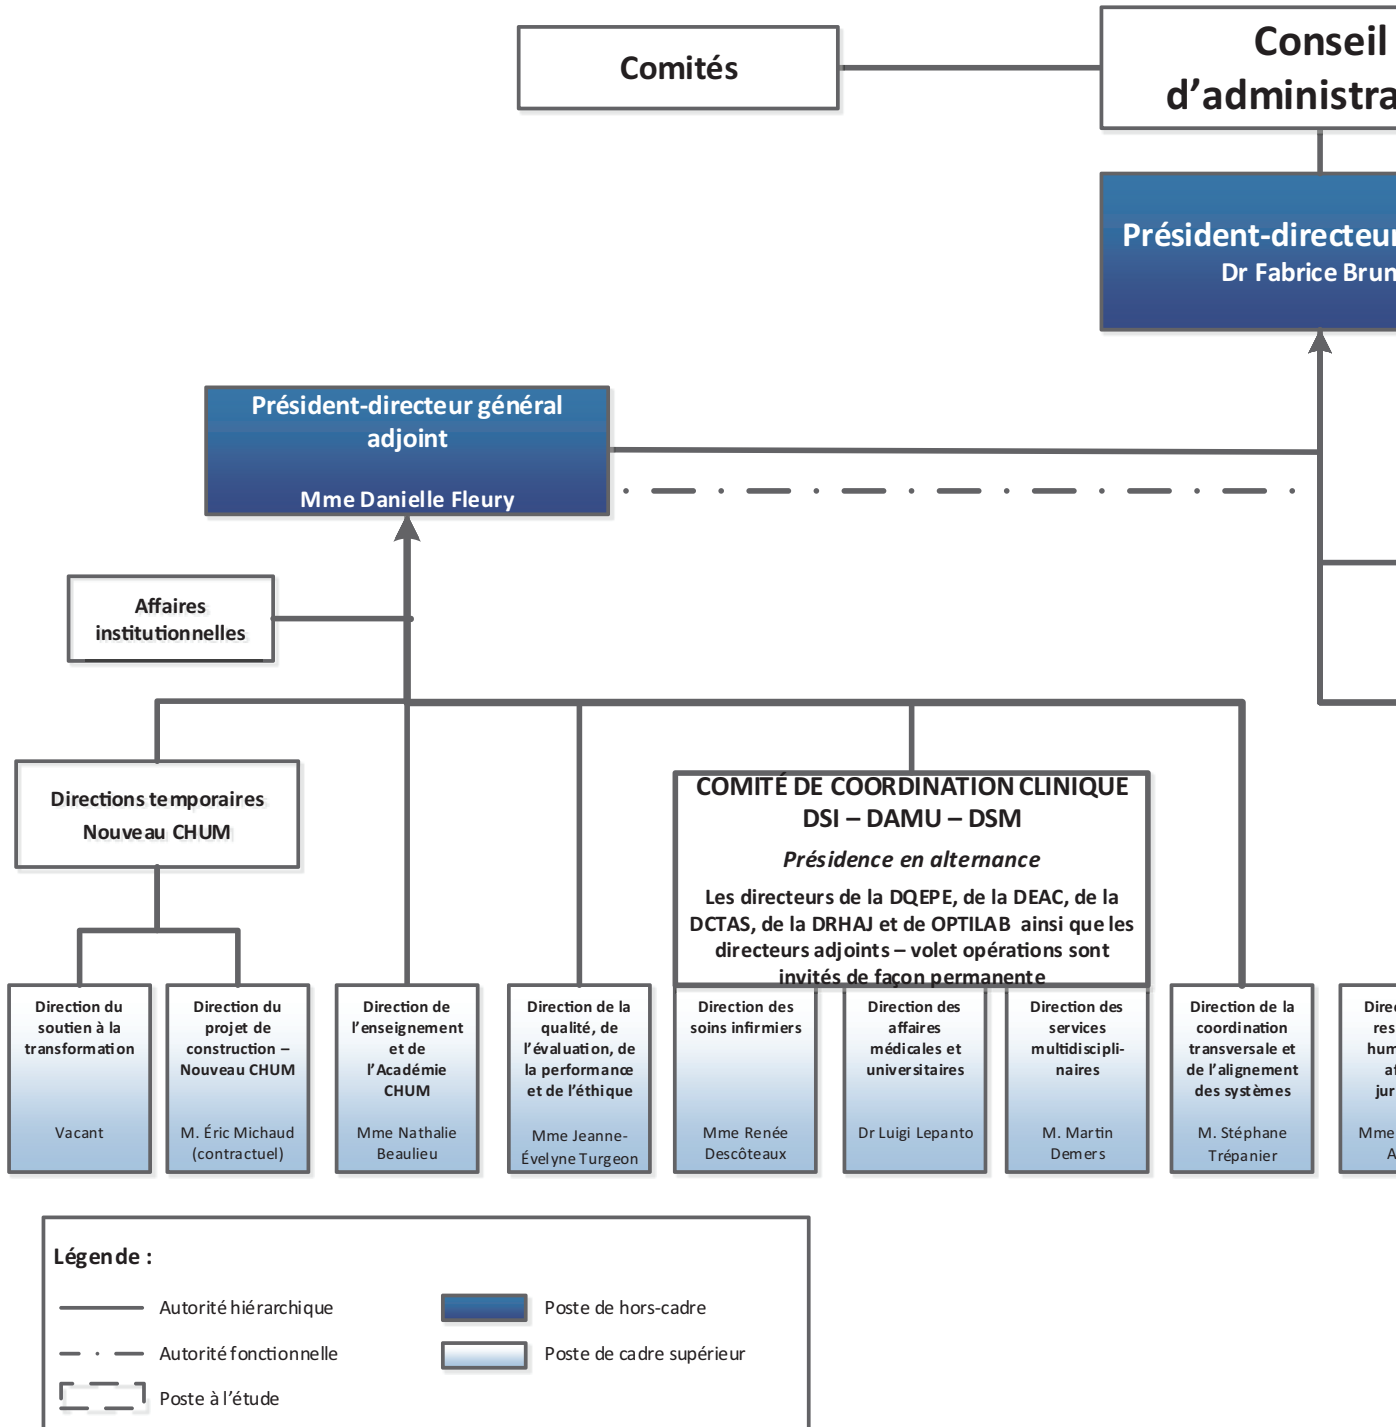 Comités
Conseil
d’administra
Président-directeur
Dr Fabrice Brun
Président-directeur général
adjoint
Mme Danielle Fleury
Affaires
institutionnelles
Directions temporaires
Nouveau CHUM
COMITÉ DE COORDINATION CLINIQUE
DSI – DAMU – DSM
Présidence en alternance
Les directeurs de la DQEPE, de la DEAC, de la
DCTAS, de la DRHAJ et de OPTILAB ainsi que les
directeurs adjoints – volet opérations sont
invités de façon permanente
Direction du
soutien à la
transformation
Vacant
Direction du
projet de
construction –
Nouveau CHUM
M. Éric Michaud
(contractuel)
Direction de
l’enseignement
et de
l’Académie
CHUM
Mme Nathalie
Beaulieu
Direction de la
qualité, de
l’évaluation, de
la performance
et de l’éthique
Mme Jeanne-
Évelyne Turgeon
Direction des
soins infirmiers
Mme Renée
Descôteaux
Direction des
affaires
médicales et
universitaires
Dr Luigi Lepanto
Direction des
services
multidiscipli-
naires
M. Martin
Demers
Direction de la
coordination
transversale et
de l’alignement
des systèmes
M. Stéphane
Trépanier
Direc
res
hum
af
jur
Mme
A
Légende :
Autorité hiérarchique
Poste de hors-cadre
Autorité fonctionnelle
Poste de cadre supérieur
Poste à l’étude